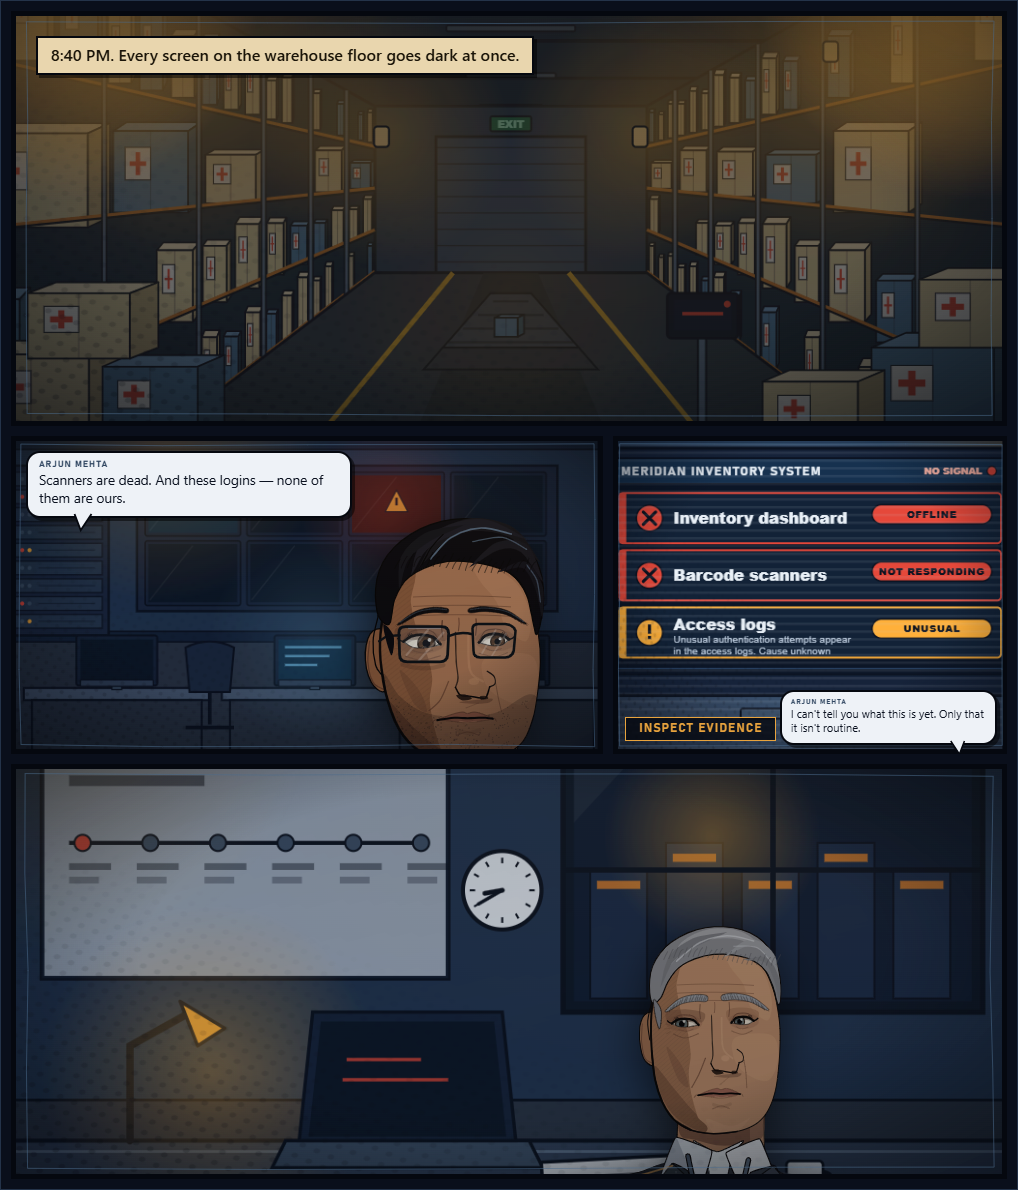 8:40 PM. Every screen on the warehouse floor goes dark at once.
EXIT
ARJUN MEHTA
Scanners are dead. And these logins — none of
them are ours.
MERIDIAN INVENTORY SYSTEM
NO SIGNAL
Inventory dashboard
OFFLINE
Barcode scanners
NOT RESPONDING
Access logs
UNUSUAL
Unusual authentication attempts appear
in the access logs. Cause unknown
INSPECT EVIDENCE
ARJUN MEHTA
I can't tell you what this is yet. Only that
it isn't routine.